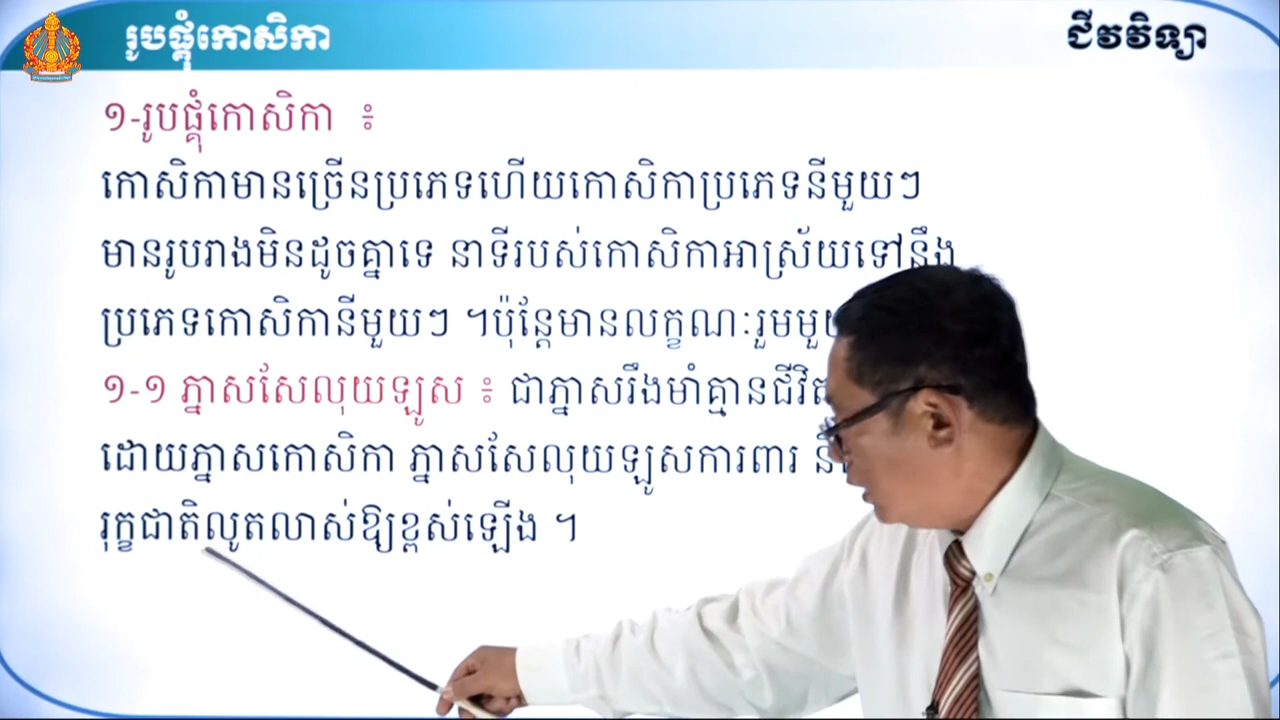 រូបផ្គុំកោសិកា
ជីវវិទ្យា
១-រូបផ្គុំកោសិកា ៖
កោសិកាមានច្រើនប្រភេទហើយកោសិកាប្រភេទនីមួយៗ
មានរូបរាងមិនដូចគ្នាទេ នាទីរបស់កោសិកាអាស្រ័យទៅនឹង
ប្រភេទកោសិកានីមួយៗ ។ប៉ុន្តែមានលក្ខណៈរួម
១-១ ភ្នាសសែលុយឡូស ៖ ជាភ្នាសរឹងមាំគ្មានជីវិត
ដោយភ្នាសកោសិកា ភ្នាសសែលុយឡូសការពារ
រុក្ខជាតិលូតលាស់ឱ្យខ្ពស់ឡើង ។